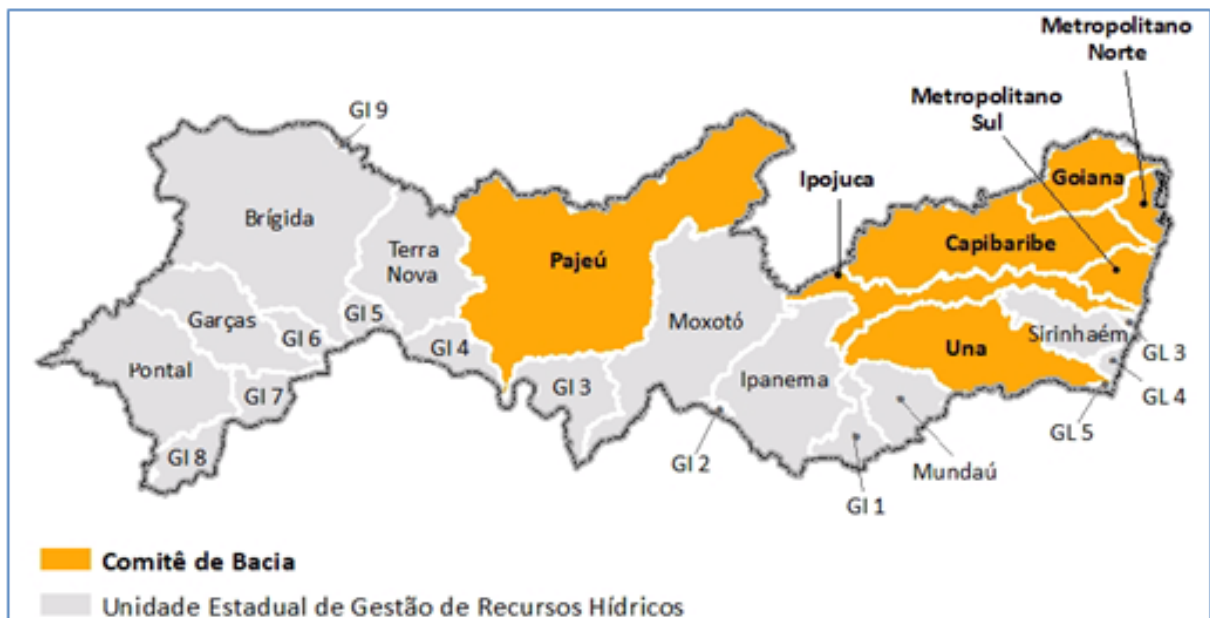 Metropolitano
Norte
Metropolitano
Sul
GI 9
Ipojuca
Goiana
Brígida
Capibaribe
Terra
Nova
Pajeú
GI 5
Moxotó
Garças
GI 6
GI 4
Sirinhaém
GL 3
Una
Pontal
Ipanema
GI 3
GL 4
GI 7
GL 5
GI 8
GI 2
Mundaú
GI 1
Comitê de Bacia
Unidade Estadual de Gestão de Recursos Hídricos